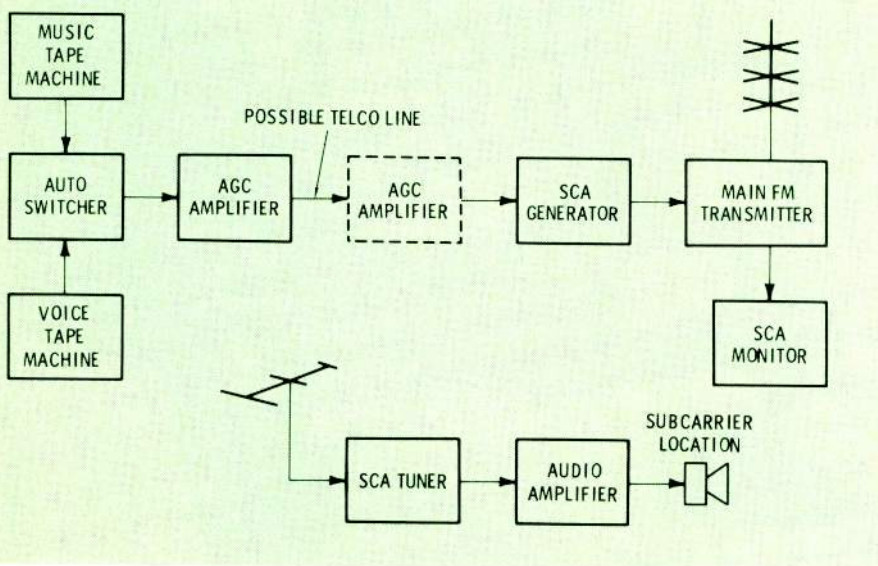 MUSIC
TAPE
MACHINE
POSSIBLE TELCO LINE
AUTO
SWITCHER
AGC
AMPLIFIER
AGC
AMPLIFIER
SCA
GENERATOR
MAIN FM
TRANSMITTER
VOICE
TAPE
MACHINE
SCA
MONITOR
SUBCARRIER
LOCATION
SCA TUNER
AUDIO
AMPLIFIER